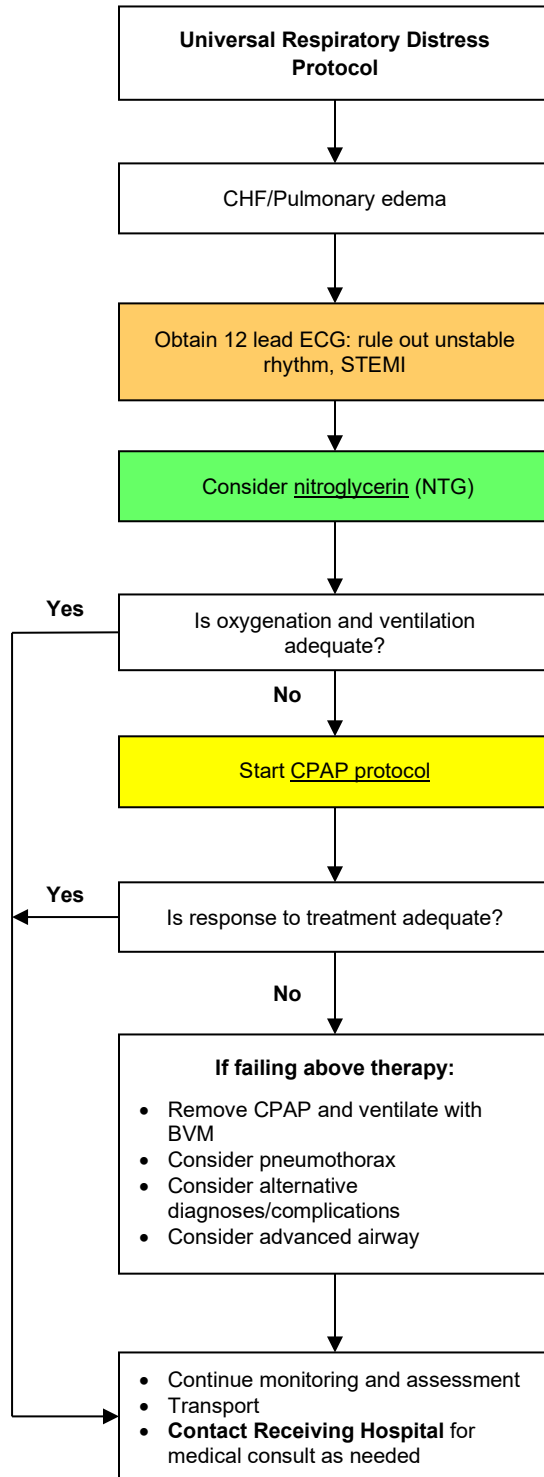 Universal Respiratory Distress
Protocol
CHF/Pulmonary edema
Obtain 12 lead ECG: rule out unstable
rhythm, STEMI
Consider nitroglycerin (NTG)
Yes
Is oxygenation and ventilation
adequate?
No
Start CPAP protocol
Yes
Is response to treatment adequate?
No
If failing above therapy:
• Remove CPAP and ventilate with
BVM
• Consider pneumothorax
• Consider alternative
diagnoses/complications
• Consider advanced airway
• Continue monitoring and assessment
• Transport
• Contact Receiving Hospital for
medical consult as needed